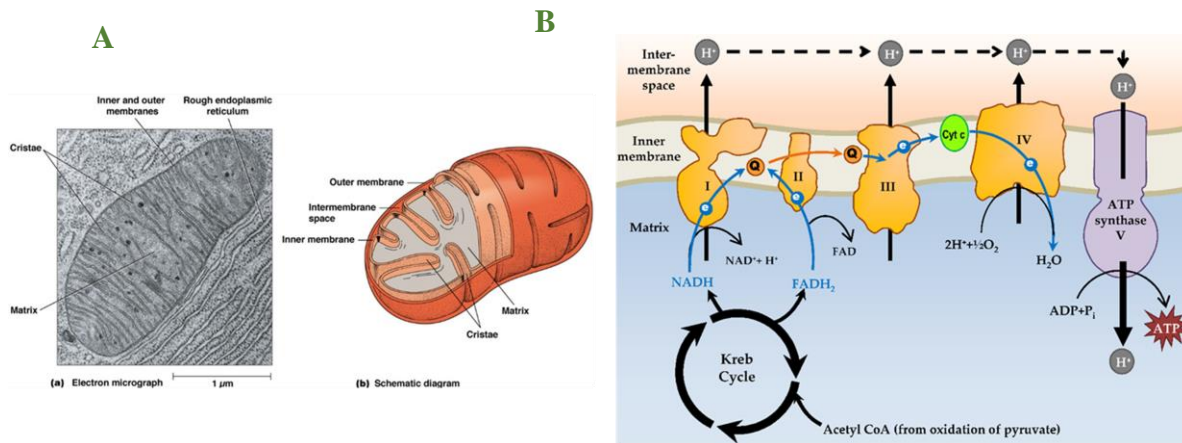 A
Inner and outer
membranes
Rough endoplasmic
reticulum
Cristae
Matrix
(a) Electron micrograph
1 µm
Outer membrane
Intermembrane
space
Inner membrane
Matrix
Cristae
(b) Schematic diagram
B
Inter-
membrane
space
H⁺
H⁺
H⁺
H⁺
Inner
membrane
Matrix
I
Q
II
Q
III
Cyt c
IV
ATP
synthase
V
NAD⁺+ H⁺
FAD
2H⁺+½O₂
H₂O
NADH
FADH₂
ADP+Pᵢ
ATP
H⁺
Kreb
Cycle
Acetyl CoA (from oxidation of pyruvate)